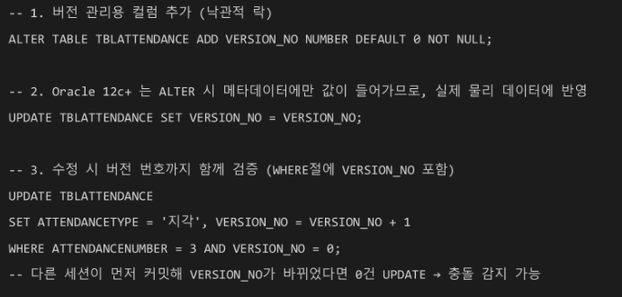 -- 1. 버전 관리용 컬럼 추가 (낙관적 락)
ALTER TABLE TBLATTENDANCE ADD VERSION_NO NUMBER DEFAULT 0 NOT NULL;
-- 2. Oracle 12c+ 는 ALTER 시 메타데이터에만 값이 들어가므로, 실제 물리 데이터에 반영
UPDATE TBLATTENDANCE SET VERSION_NO = VERSION_NO;
-- 3. 수정 시 버전 번호까지 함께 검증 (WHERE절에 VERSION_NO 포함)
UPDATE TBLATTENDANCE
SET ATTENDANCETYPE = '지각', VERSION_NO = VERSION_NO + 1
WHERE ATTENDANCENUMBER = 3 AND VERSION_NO = 0;
-- 다른 세션이 먼저 커밋해 VERSION_NO가 바뀌었다면 0건 UPDATE → 충돌 감지 가능